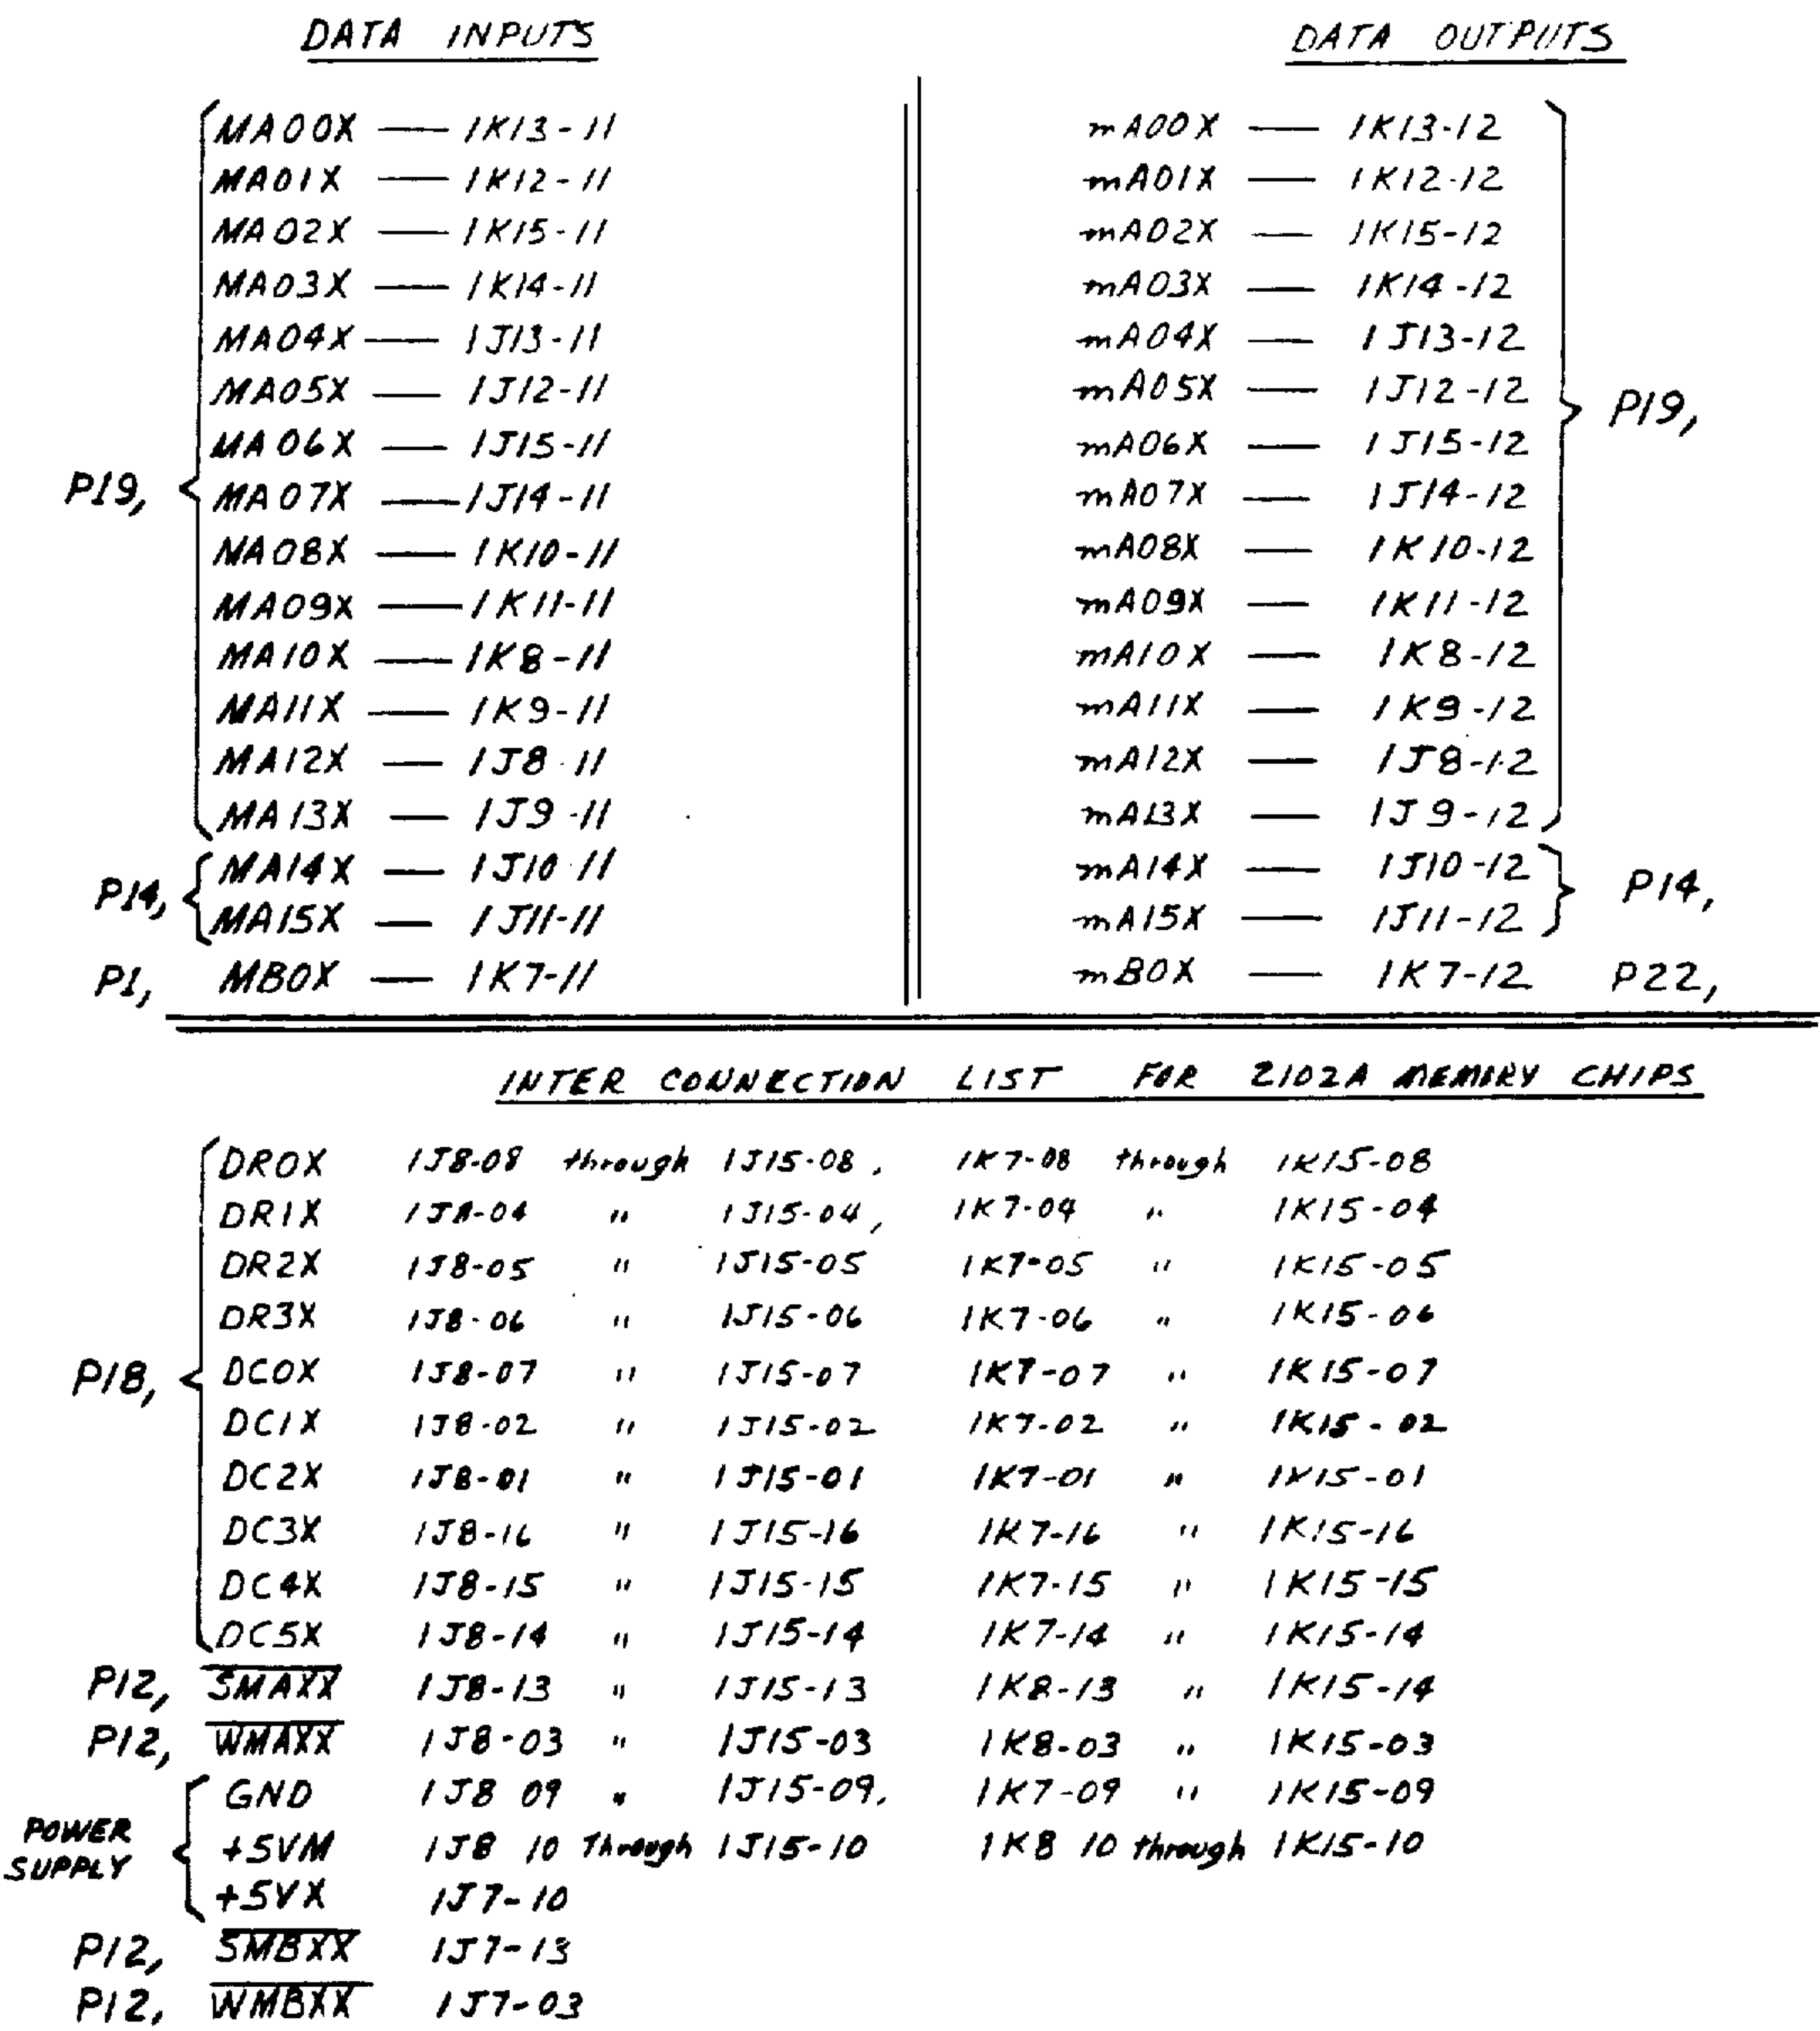 DATA INPUTS
MA00X — 1K13-11
MA01X — 1K12-11
MA02X — 1K15-11
MA03X — 1K14-11
MA04X — 1J13-11
MA05X — 1J12-11
MA06X — 1J15-11
P19, MA07X — 1J14-11
MA08X — 1K10-11
MA09X — 1K11-11
MA10X — 1K8-11
MA11X — 1K9-11
MA12X — 1J8-11
MA13X — 1J9-11
P14, MA14X — 1J10-11
MA15X — 1J11-11
P1, MB0X — 1K7-11
DATA OUTPUTS
mA00X — 1K13-12
mA01X — 1K12-12
mA02X — 1K15-12
mA03X — 1K14-12
mA04X — 1J13-12
mA05X — 1J12-12 P19,
mA06X — 1J15-12
mA07X — 1J14-12
mA08X — 1K10-12
mA09X — 1K11-12
mA10X — 1K8-12
mA11X — 1K9-12
mA12X — 1J8-12
mA13X — 1J9-12
mA14X — 1J10-12 P14,
mA15X — 1J11-12
mB0X — 1K7-12 P22,
INTER CONNECTION LIST FOR 2102A MEMORY CHIPS
DR0X 1J8-08 through 1J15-08, 1K7-08 through 1K15-08
DR1X 1J8-04 " 1J15-04, 1K7-04 " 1K15-04
DR2X 1J8-05 " 1J15-05 1K7-05 " 1K15-05
DR3X 1J8-06 " 1J15-06 1K7-06 " 1K15-06
P18, DC0X 1J8-07 " 1J15-07 1K7-07 " 1K15-07
DC1X 1J8-02 " 1J15-02 1K7-02 " 1K15-02
DC2X 1J8-01 " 1J15-01 1K7-01 " 1K15-01
DC3X 1J8-16 " 1J15-16 1K7-16 " 1K15-16
DC4X 1J8-15 " 1J15-15 1K7-15 " 1K15-15
DC5X 1J8-14 " 1J15-14 1K7-14 " 1K15-14
P12, SMAXX 1J8-13 " 1J15-13 1K8-13 " 1K15-14
P12, WMAXX 1J8-03 " 1J15-03 1K8-03 " 1K15-03
GND 1J8 09 " 1J15-09, 1K7-09 " 1K15-09
POWER SUPPLY +5VM 1J8 10 Through 1J15-10 1K8 10 through 1K15-10
+5VX 1J7-10
P12, SMBXX 1J7-13
P12, WMBXX 1J7-03